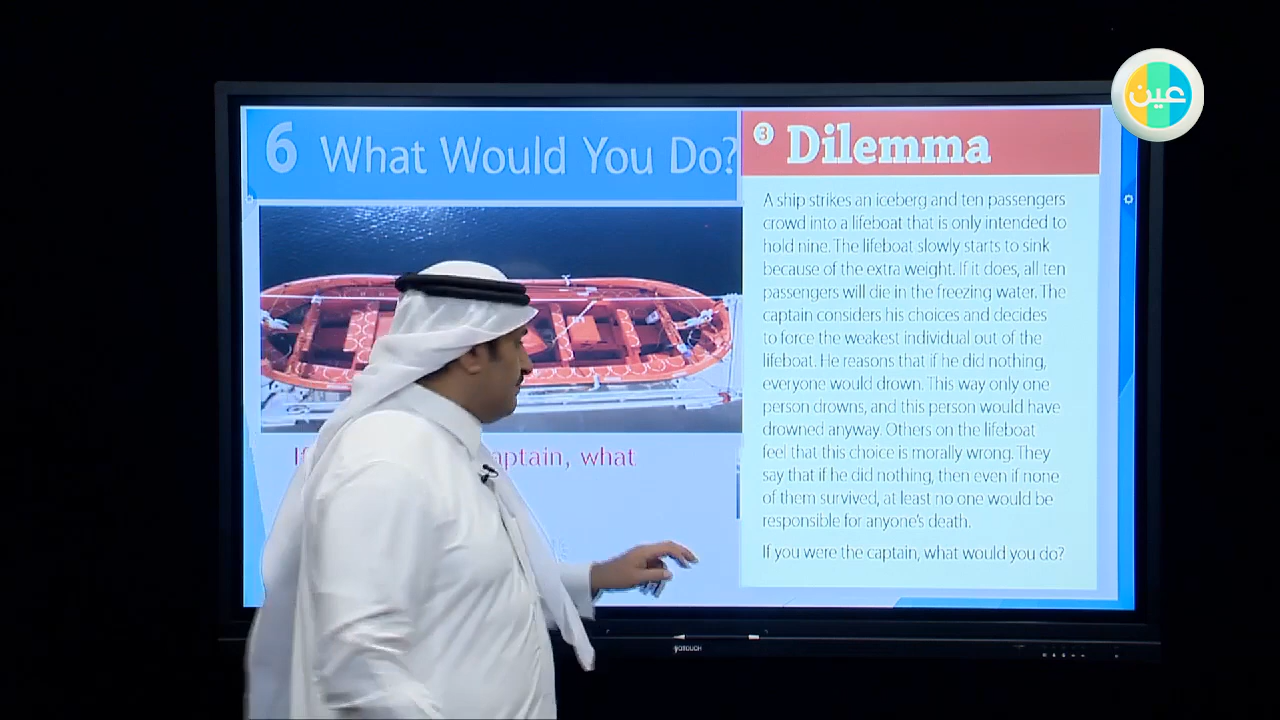 عين
6 What Would You Do?
3 Dilemma
A ship strikes an iceberg and ten passengers
crowd into a lifeboat that is only intended to
hold nine. The lifeboat slowly starts to sink
because of the extra weight. If it does, all ten
passengers will die in the freezing water. The
captain considers his choices and decides
to force the weakest individual out of the
lifeboat. He reasons that if he did nothing,
everyone would drown. This way only one
person drowns, and this person would have
drowned anyway. Others on the lifeboat
feel that this choice is morally wrong. They
say that if he did nothing, then even if none
of them survived, at least no one would be
responsible for anyone's death.
If you were the captain, what would you do?
what